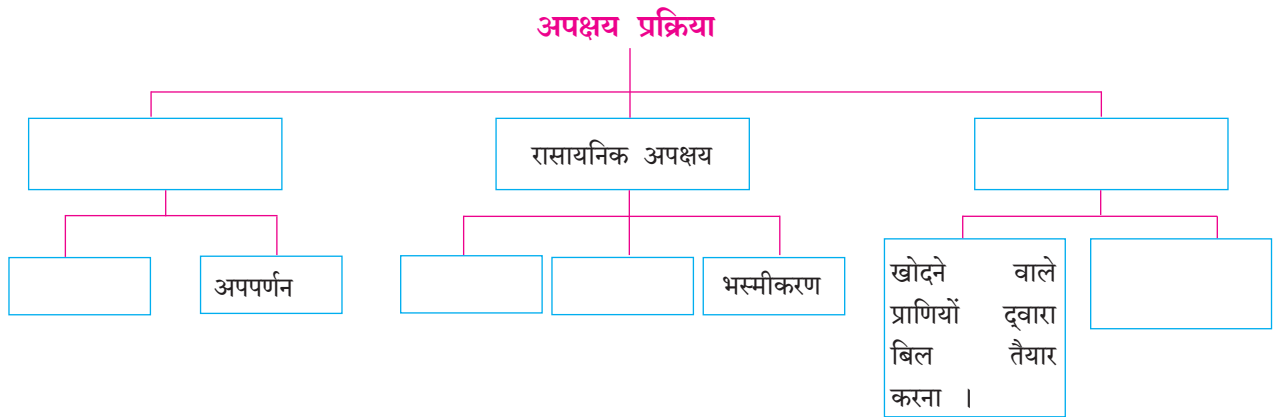 अपक्षय प्रक्रिया
रासायनिक अपक्षय
अपपर्णन
भस्मीकरण
खोदने वाले
प्राणियों द्‌वारा
बिल तैयार
करना ।